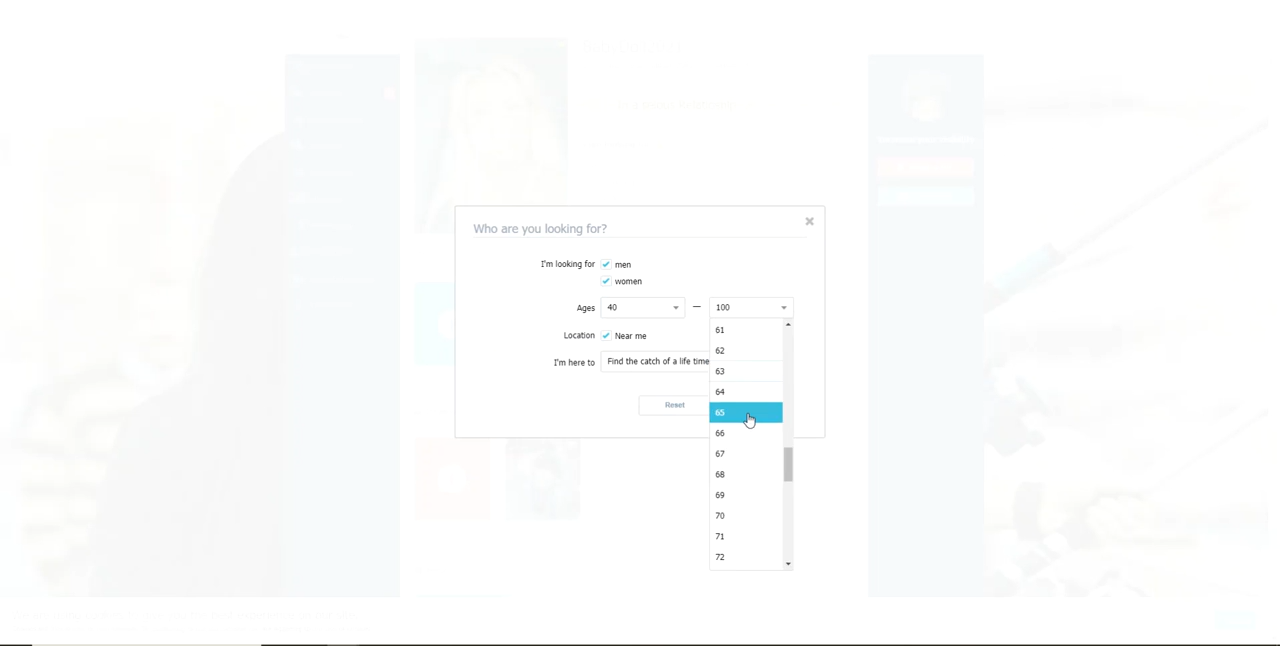 Who are you looking for?
I'm looking for men
women
Ages 40 — 100
61
62
Location Near me
63
I'm here to Find the catch of a life time
64
Reset
65
66
67
68
69
70
71
72